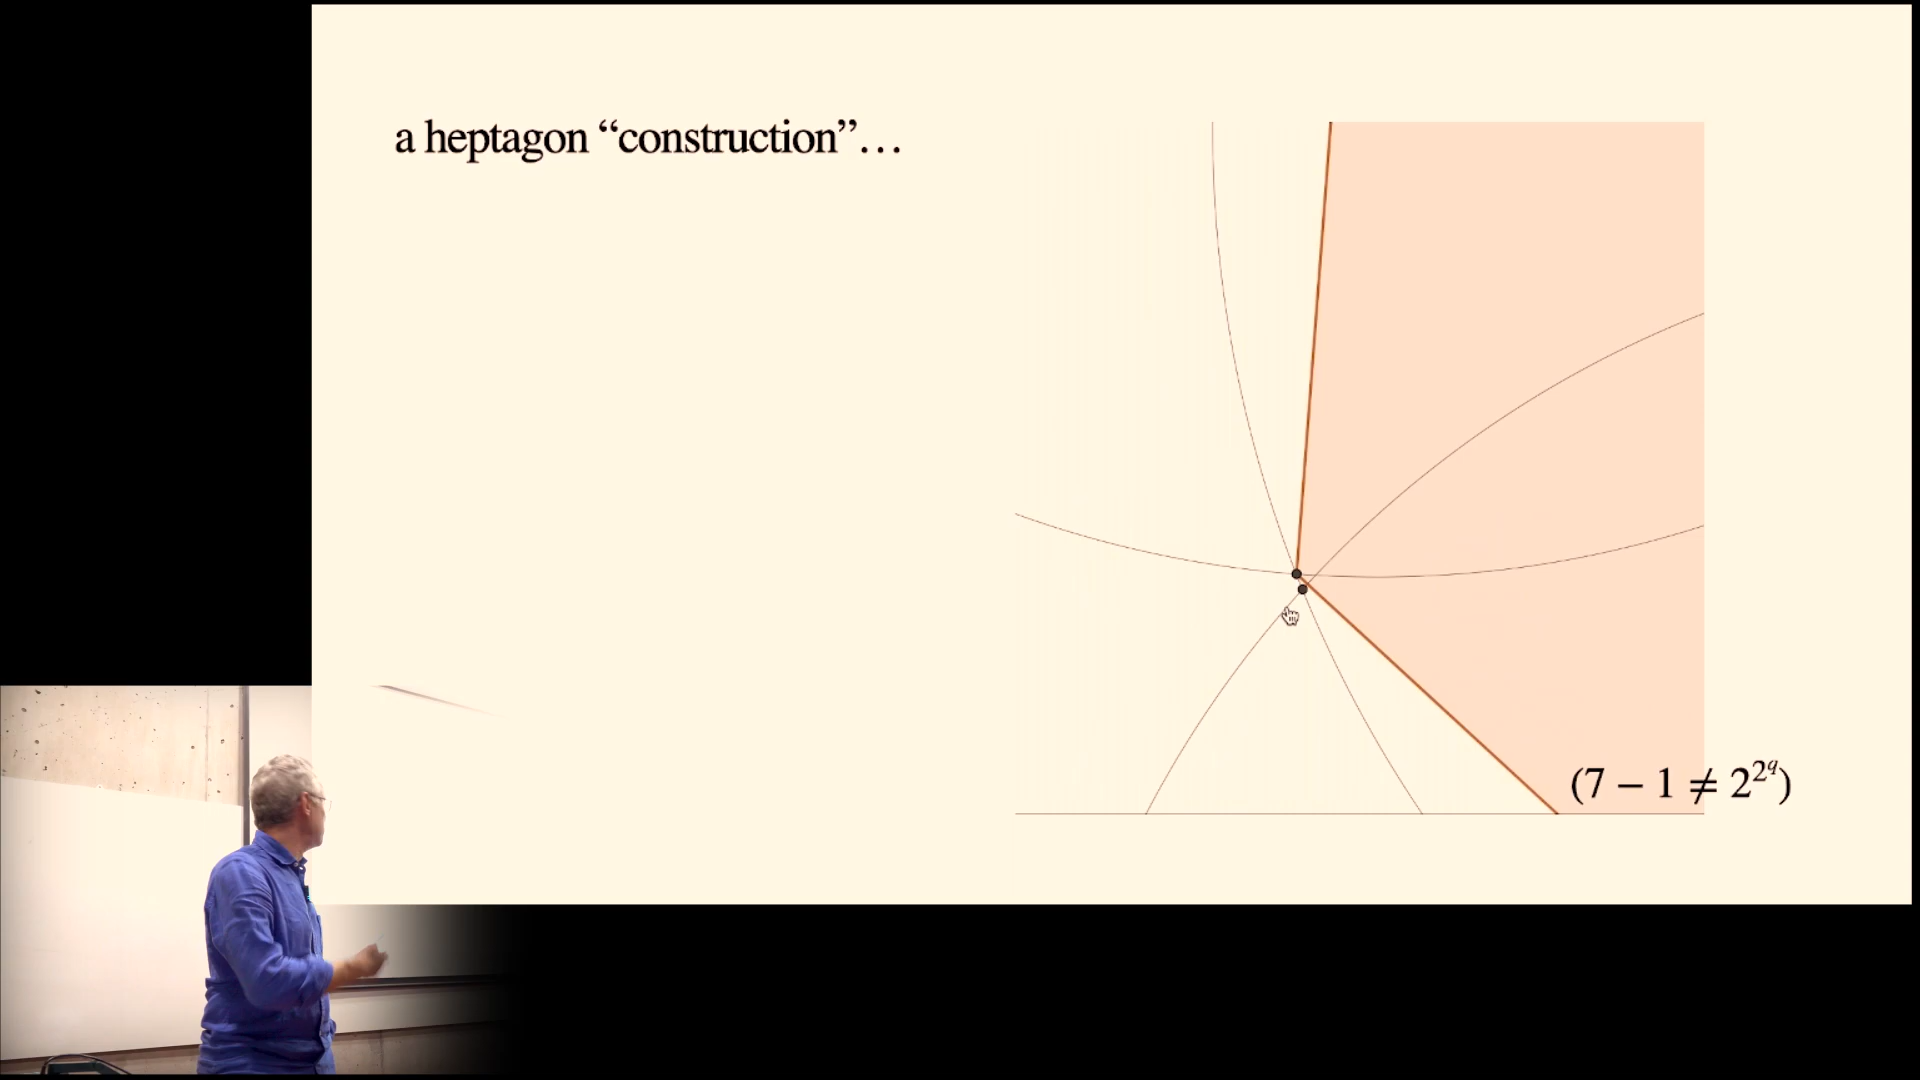 a heptagon “construction”…
(7 − 1 ≠ 2^{2^q})